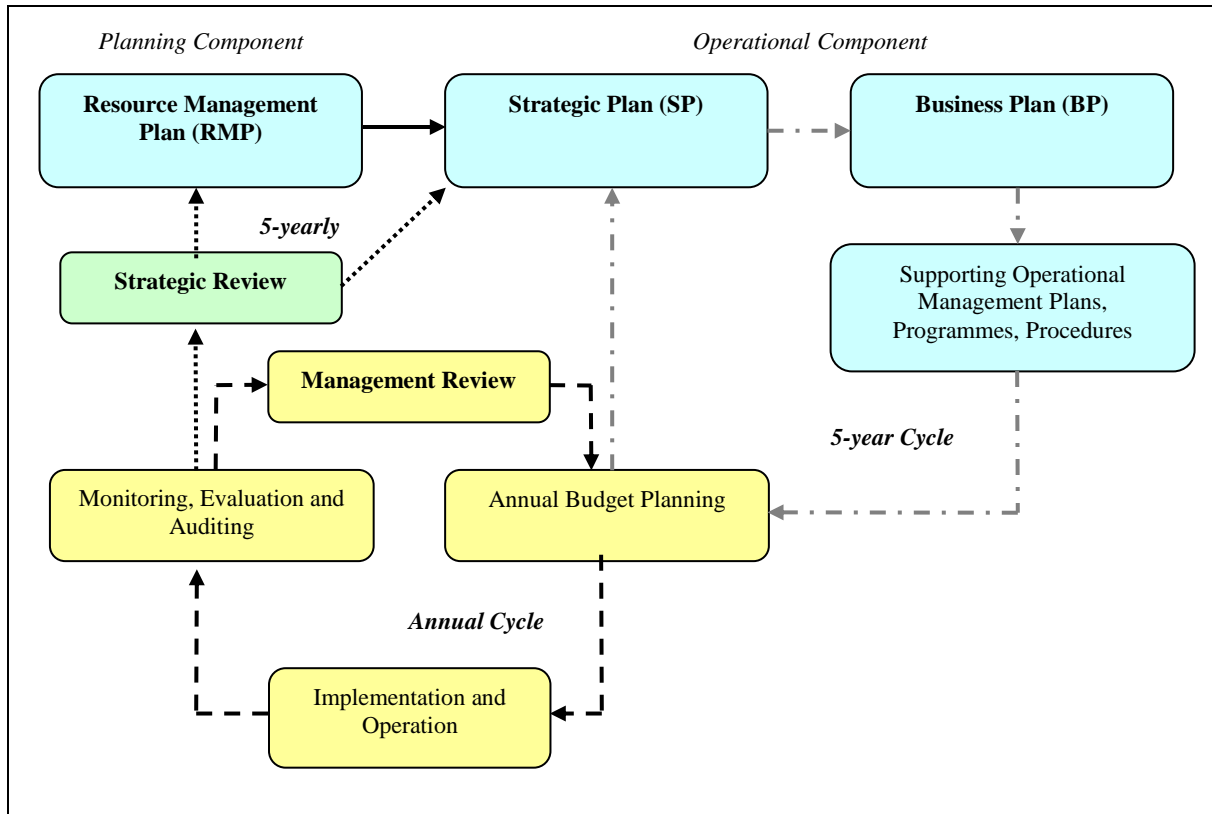 Planning Component
Operational Component
Resource Management
Plan (RMP)
Strategic Plan (SP)
Business Plan (BP)
5-yearly
Strategic Review
Supporting Operational
Management Plans,
Programmes, Procedures
Management Review
5-year Cycle
Monitoring, Evaluation and
Auditing
Annual Budget Planning
Annual Cycle
Implementation and
Operation